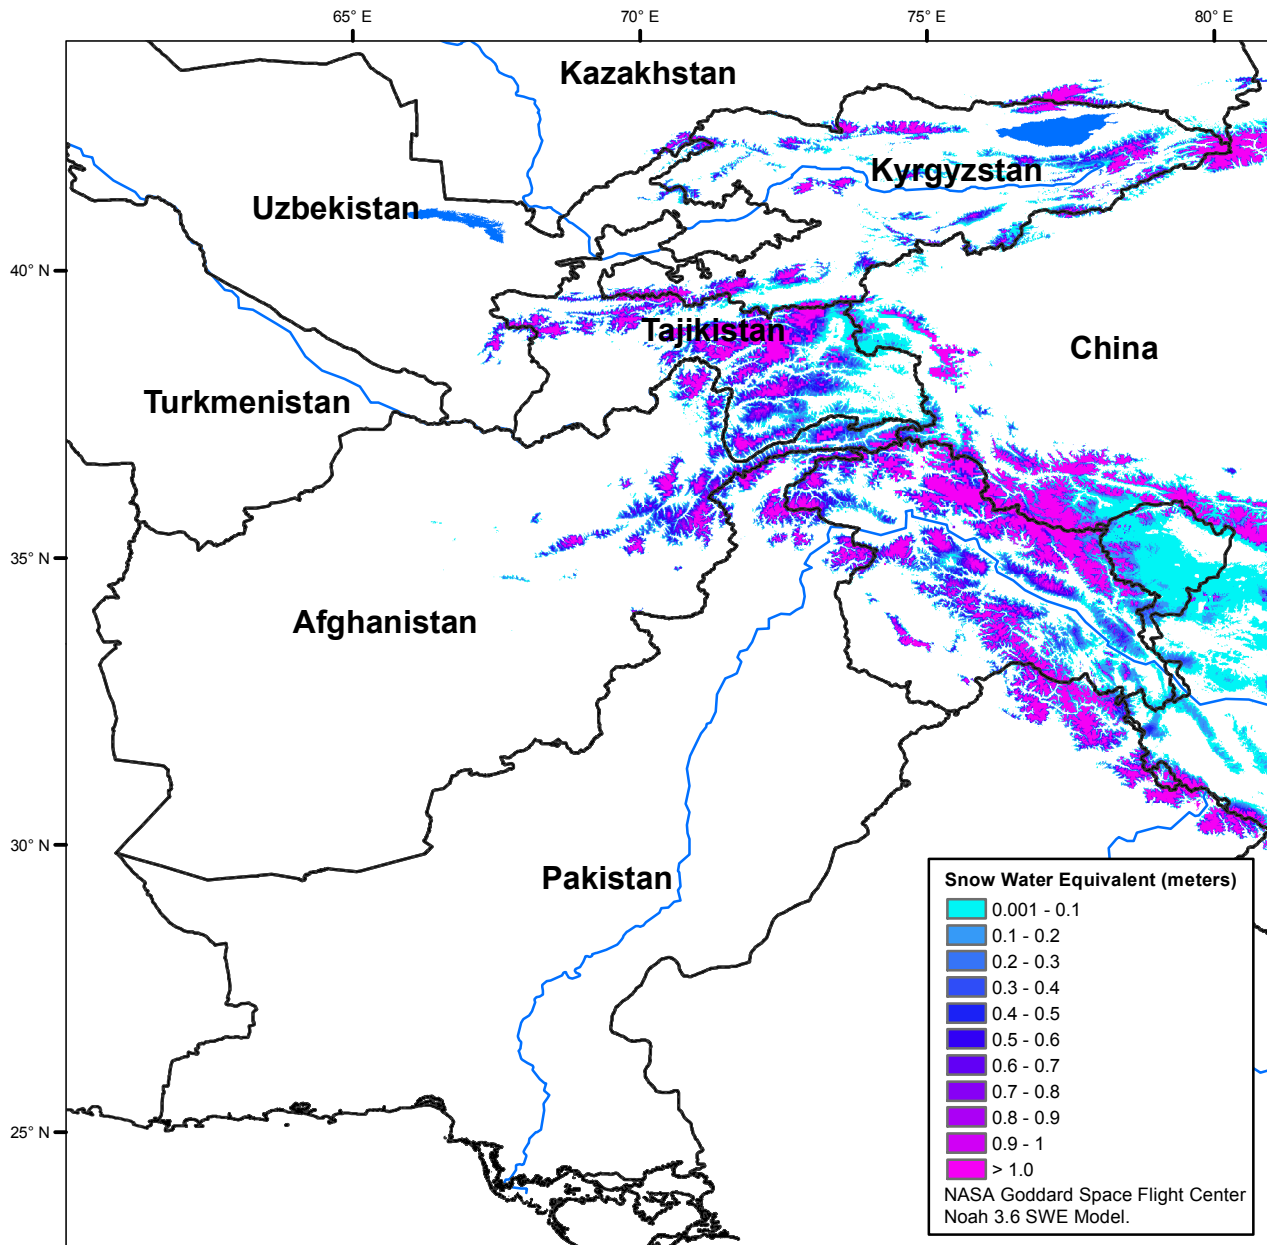 65° E
70° E
75° E
80° E
Kazakhstan
Kyrgyzstan
Uzbekistan
40° N
Tajikistan
China
Turkmenistan
35° N
Afghanistan
30° N
Pakistan
25° N
Snow Water Equivalent (meters)
0.001 - 0.1
0.1 - 0.2
0.2 - 0.3
0.3 - 0.4
0.4 - 0.5
0.5 - 0.6
0.6 - 0.7
0.7 - 0.8
0.8 - 0.9
0.9 - 1
> 1.0
NASA Goddard Space Flight Center
Noah 3.6 SWE Model.